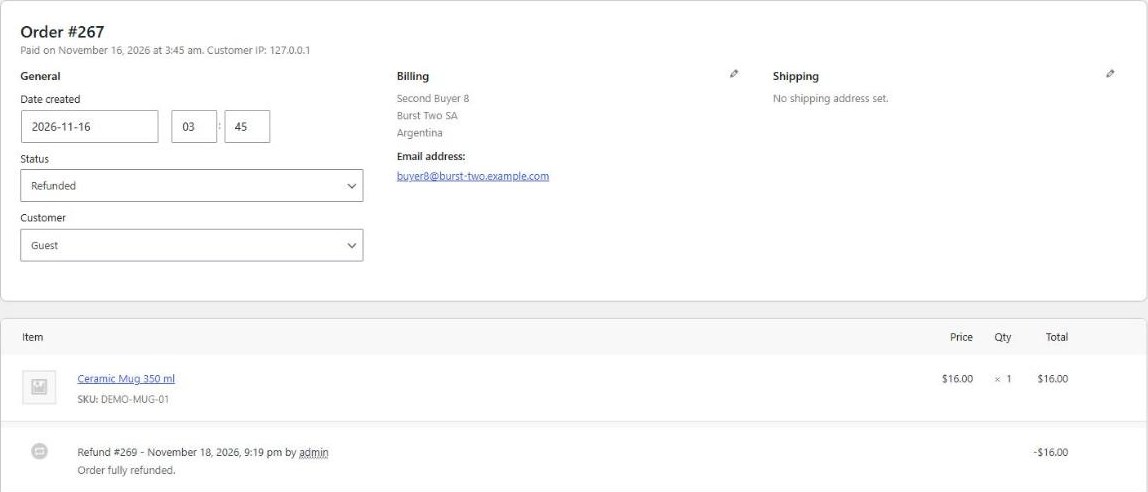 Order #267
Paid on November 16, 2026 at 3:45 am. Customer IP: 127.0.0.1
General
Date created
2026-11-16 03 : 45
Status
Refunded
Customer
Guest
Billing
Second Buyer 8
Burst Two SA
Argentina
Email address:
buyer8@burst-two.example.com
Shipping
No shipping address set.
Item Price Qty Total
Ceramic Mug 350 ml $16.00 × 1 $16.00
SKU: DEMO-MUG-01
Refund #269 - November 18, 2026, 9:19 pm by admin -$16.00
Order fully refunded.